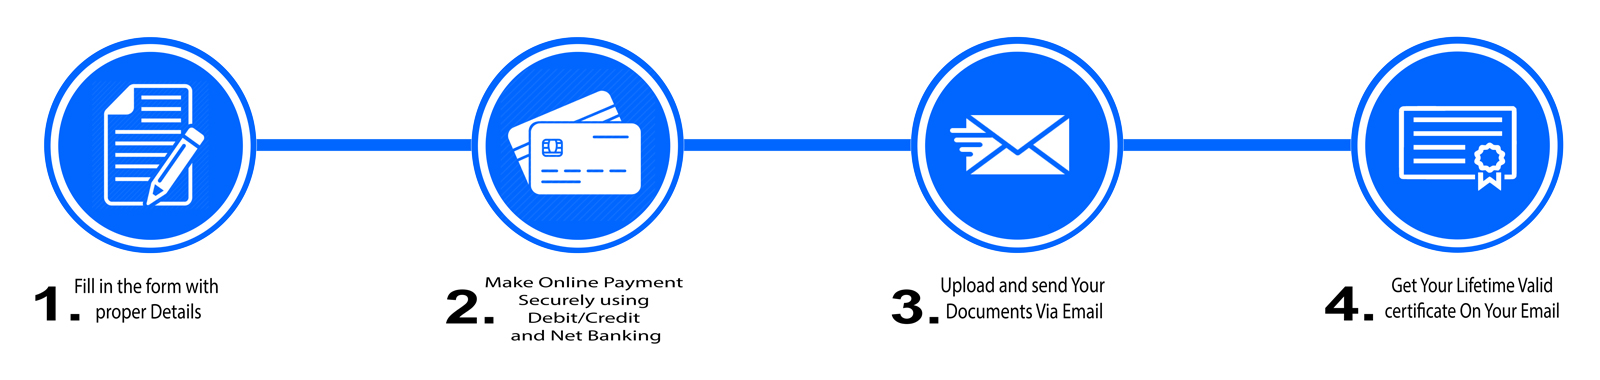 1. Fill in the form with
proper Details
2. Make Online Payment
Securely using
Debit/Credit
and Net Banking
3. Upload and send Your
Documents Via Email
4. Get Your Lifetime Valid
certificate On Your Email